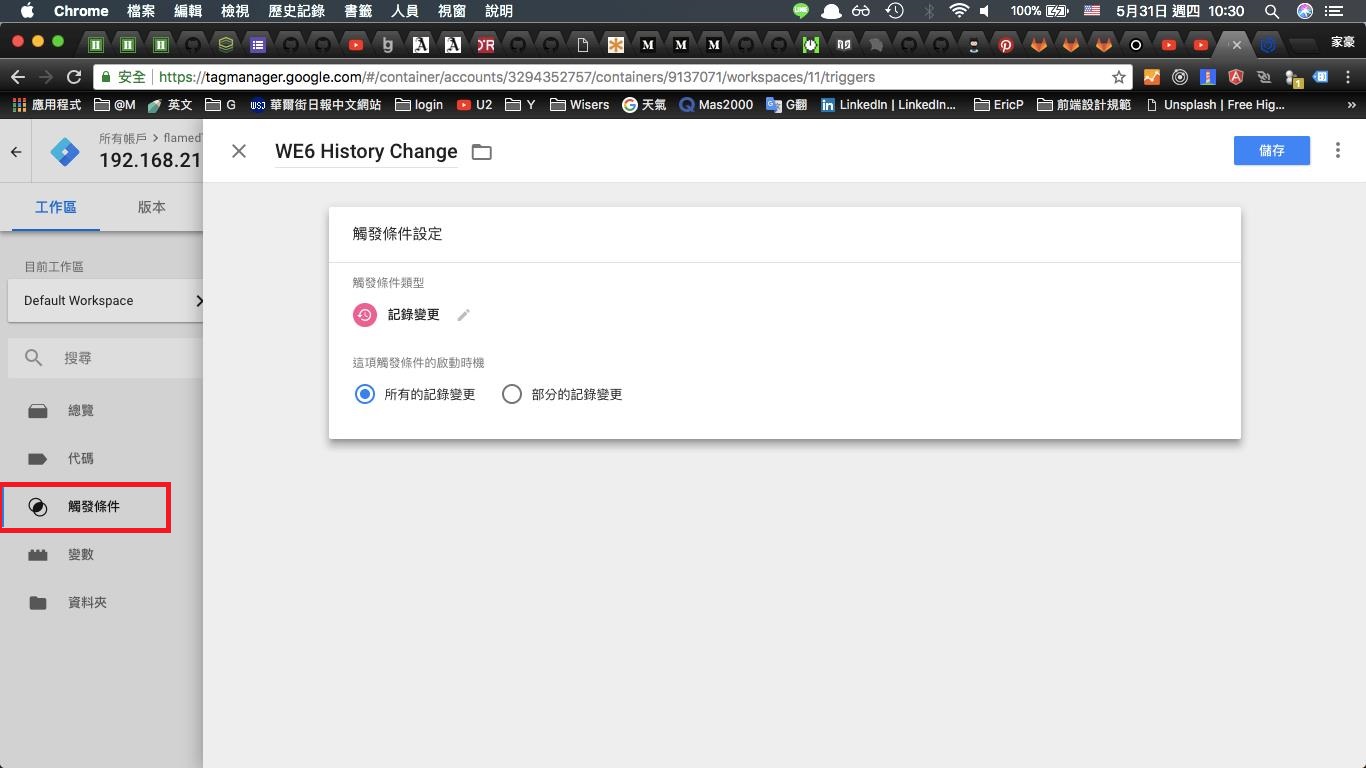 Chrome 檔案 編輯 檢視 歷史記錄 書籤 人員 視窗 說明 100% 5月31日 週四 10:30
家豪
安全 https://tagmanager.google.com/#/container/accounts/3294352757/containers/9137071/workspaces/11/triggers
應用程式 @M 英文 G WSJ 華爾街日報中文網站 login U2 Y Wisers 天氣 Mas2000 G翻 LinkedIn | LinkedIn... EricP 前端設計規範 Unsplash | Free Hig... »
所有帳戶 > flamed
192.168.21
WE6 History Change
儲存
工作區 版本
觸發條件設定
目前工作區
Default Workspace
觸發條件類型
記錄變更
搜尋
這項觸發條件的啟動時機
所有的記錄變更 部分的記錄變更
總覽
代碼
觸發條件
變數
資料夾